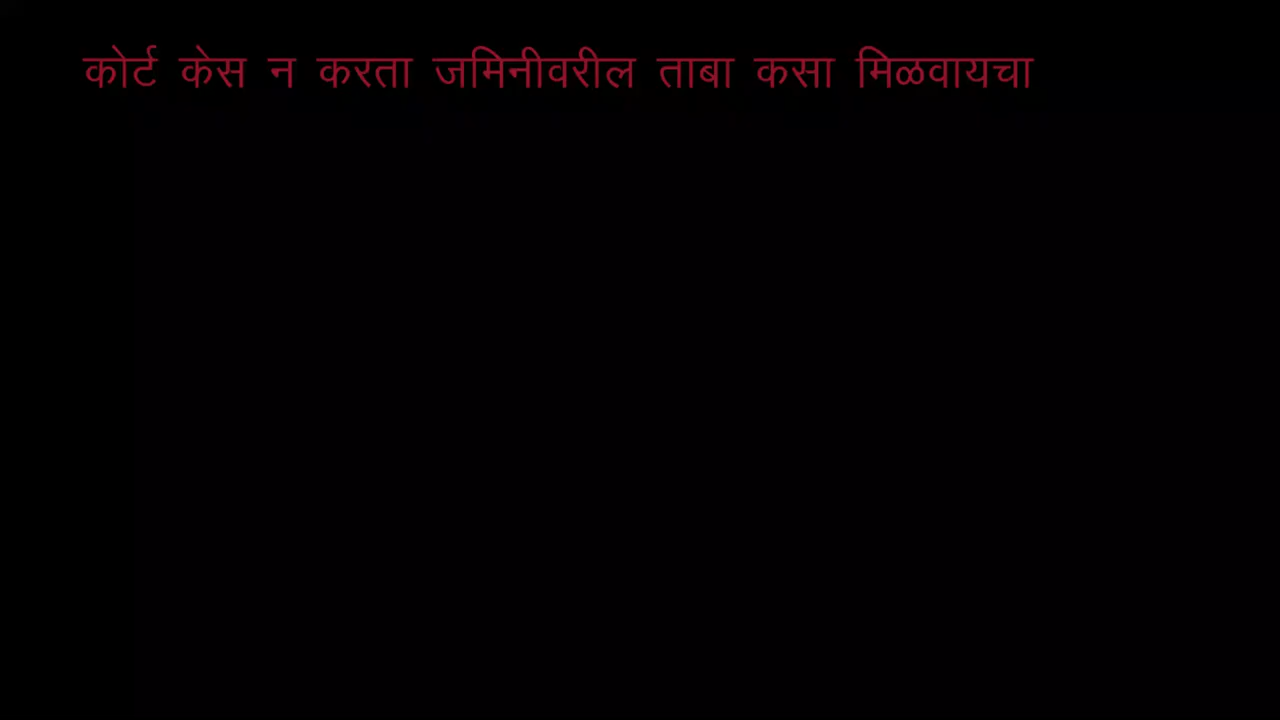 कोर्ट केस न करता जमिनीवरील ताबा कसा मिळवायचा